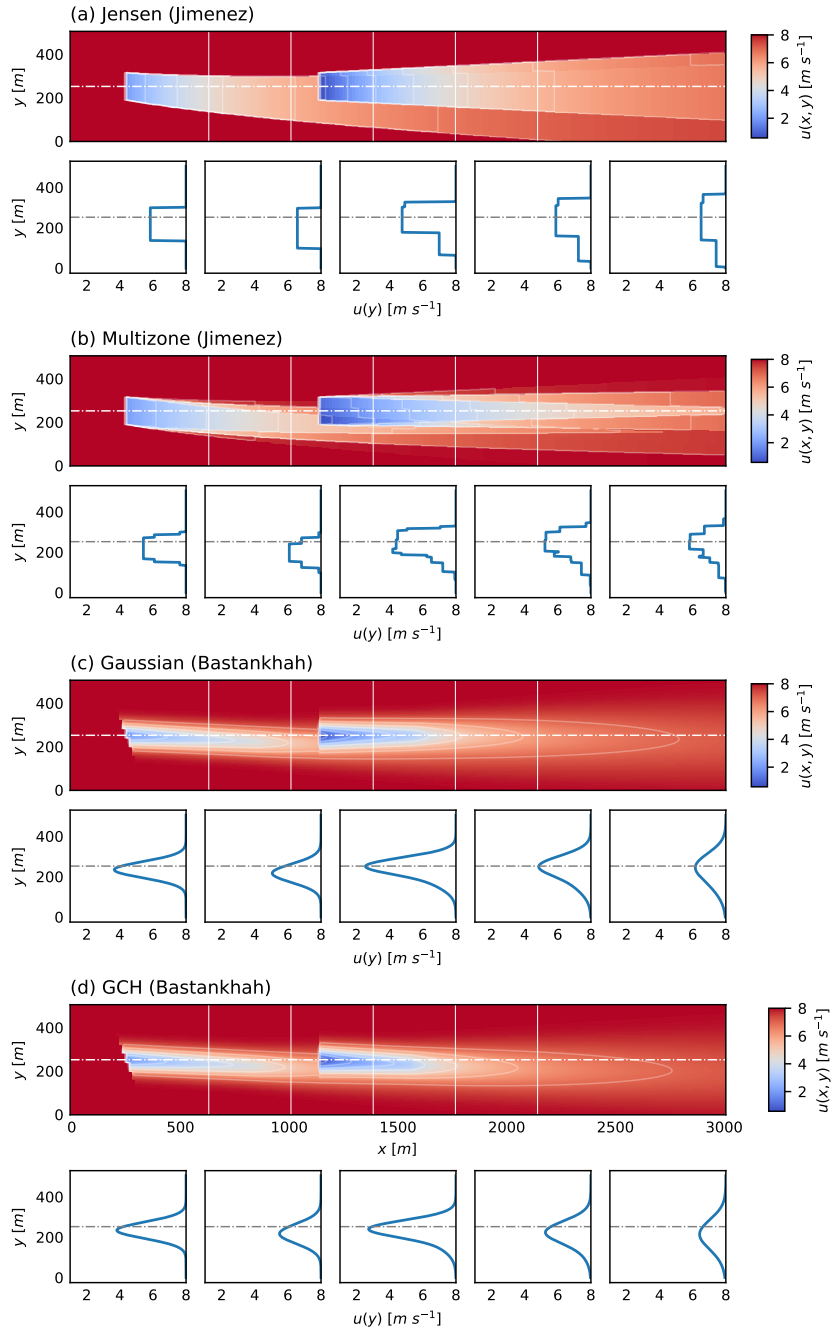 (a) Jensen (Jimenez)
y [m]
400
200
0
8
6
4
2
u(x, y) [m s⁻¹]
y [m]
400
200
0
2 4 6 8 2 4 6 8 2 4 6 8 2 4 6 8 2 4 6 8
u(y) [m s⁻¹]
(b) Multizone (Jimenez)
y [m]
400
200
0
8
6
4
2
u(x, y) [m s⁻¹]
y [m]
400
200
0
2 4 6 8 2 4 6 8 2 4 6 8 2 4 6 8 2 4 6 8
u(y) [m s⁻¹]
(c) Gaussian (Bastankhah)
y [m]
400
200
0
8
6
4
2
u(x, y) [m s⁻¹]
y [m]
400
200
0
2 4 6 8 2 4 6 8 2 4 6 8 2 4 6 8 2 4 6 8
u(y) [m s⁻¹]
(d) GCH (Bastankhah)
y [m]
400
200
0
8
6
4
2
u(x, y) [m s⁻¹]
0 500 1000 1500 2000 2500 3000
x [m]
y [m]
400
200
0
2 4 6 8 2 4 6 8 2 4 6 8 2 4 6 8 2 4 6 8
u(y) [m s⁻¹]